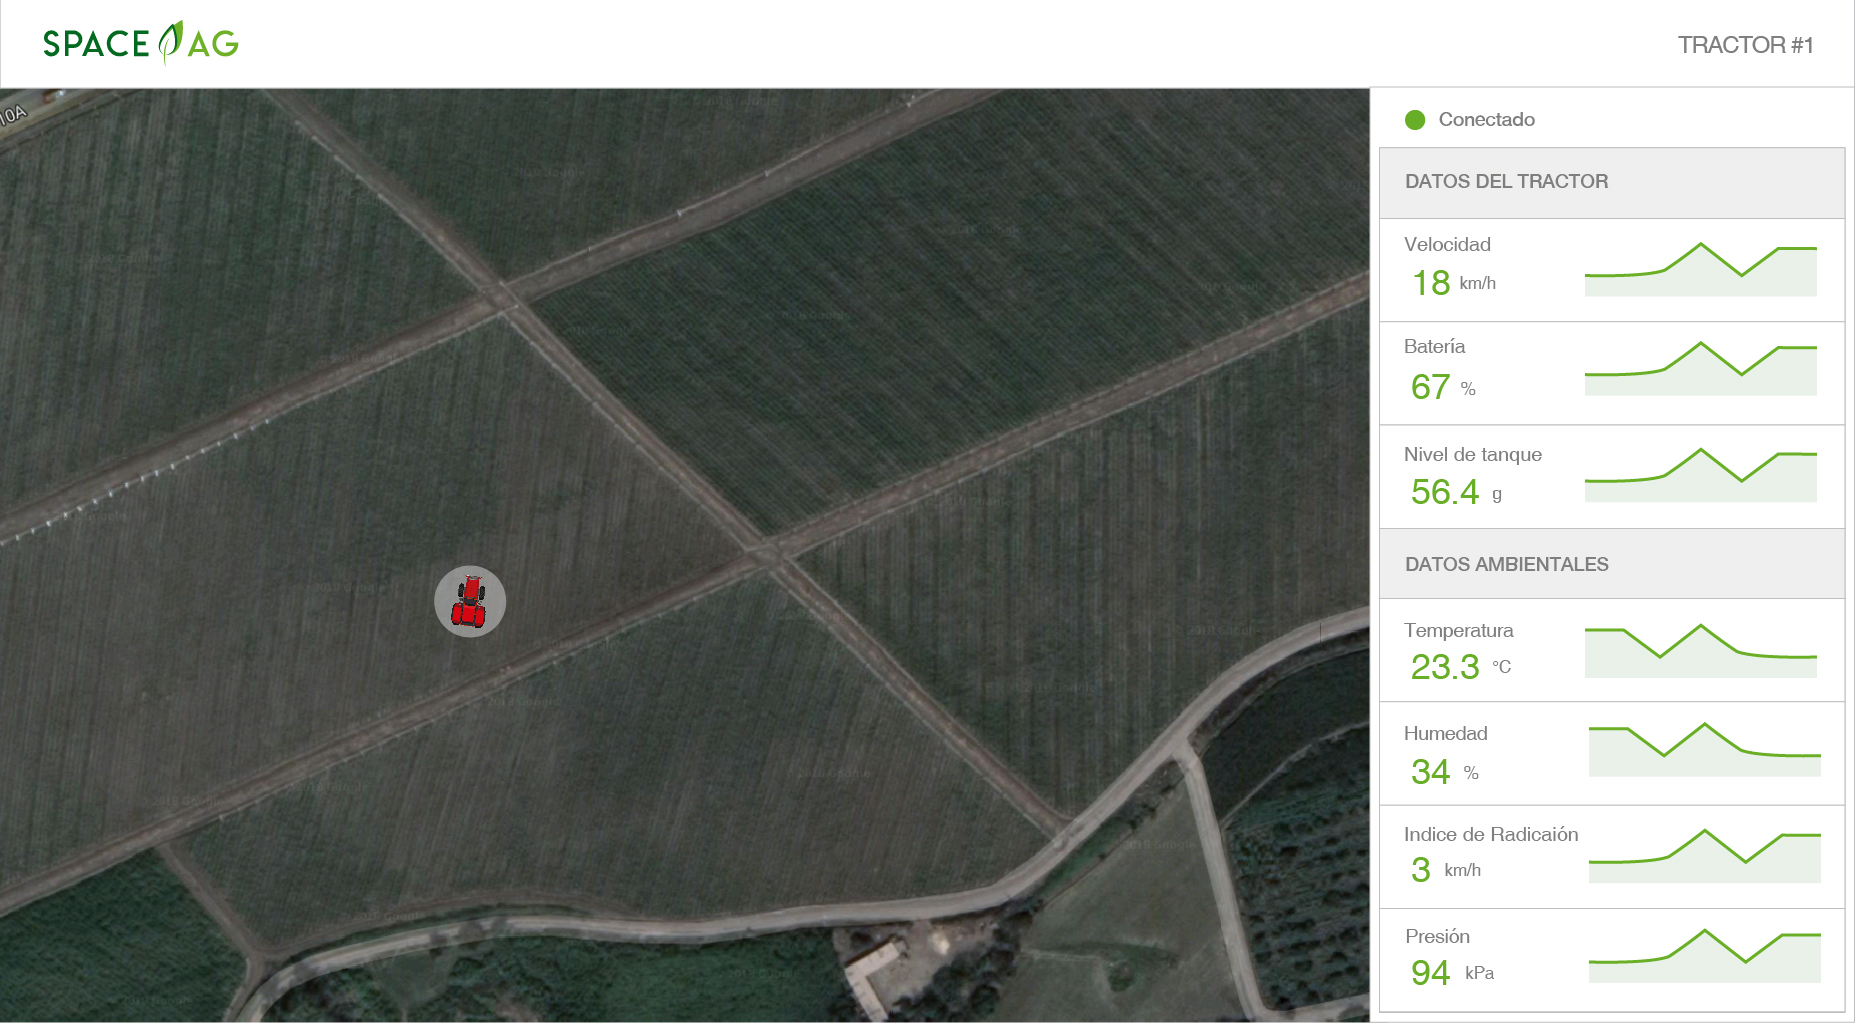 SPACE AG
TRACTOR #1
10A
Conectado
DATOS DEL TRACTOR
Velocidad
18 km/h
Batería
67 %
Nivel de tanque
56.4 g
DATOS AMBIENTALES
Temperatura
23.3 °C
Humedad
34 %
Indice de Radicaión
3 km/h
Presión
94 kPa